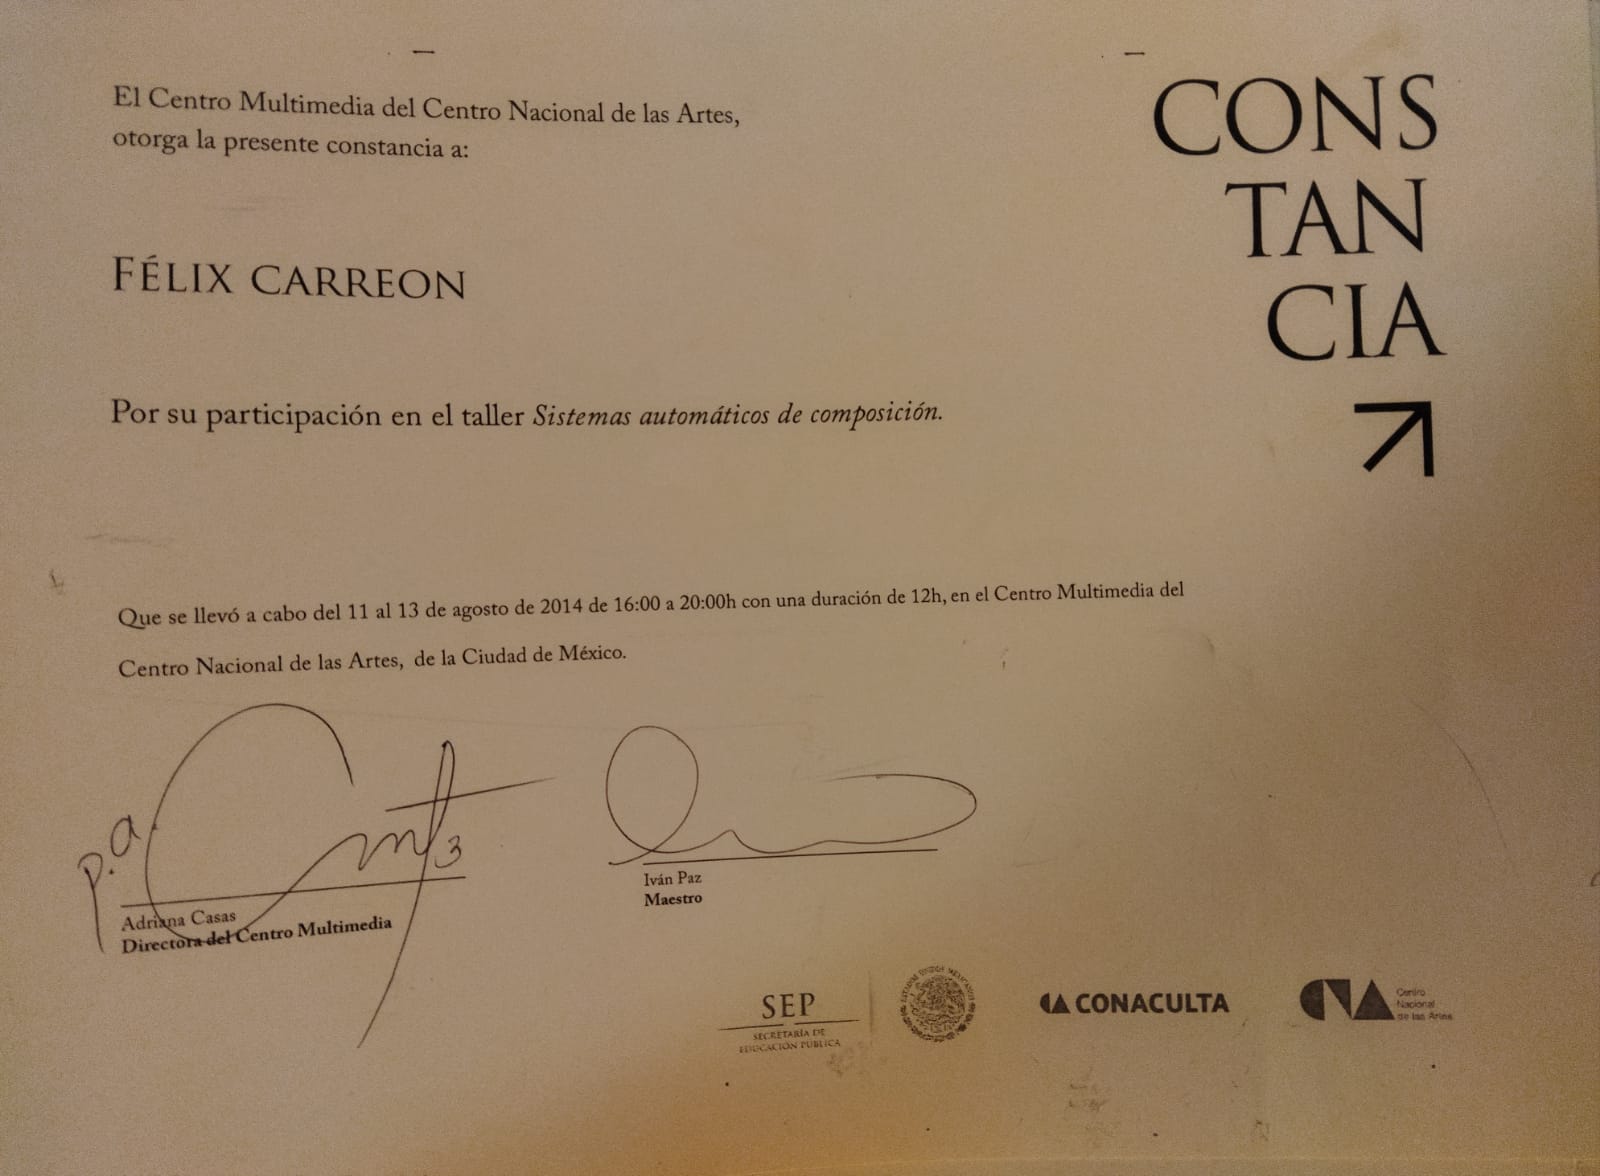 El Centro Multimedia del Centro Nacional de las Artes,
otorga la presente constancia a:
CONS
TAN
CIA
FÉLIX CARREON
Por su participación en el taller Sistemas automáticos de composición.
Que se llevó a cabo del 11 al 13 de agosto de 2014 de 16:00 a 20:00h con una duración de 12h, en el Centro Multimedia del
Centro Nacional de las Artes, de la Ciudad de México.
p.a.
Adriana Casas
Directora del Centro Multimedia
Iván Paz
Maestro
SEP
SECRETARÍA DE
EDUCACIÓN PÚBLICA
ESTADOS UNIDOS MEXICANOS
CONACULTA
CNA
Centro
Nacional
de las Artes